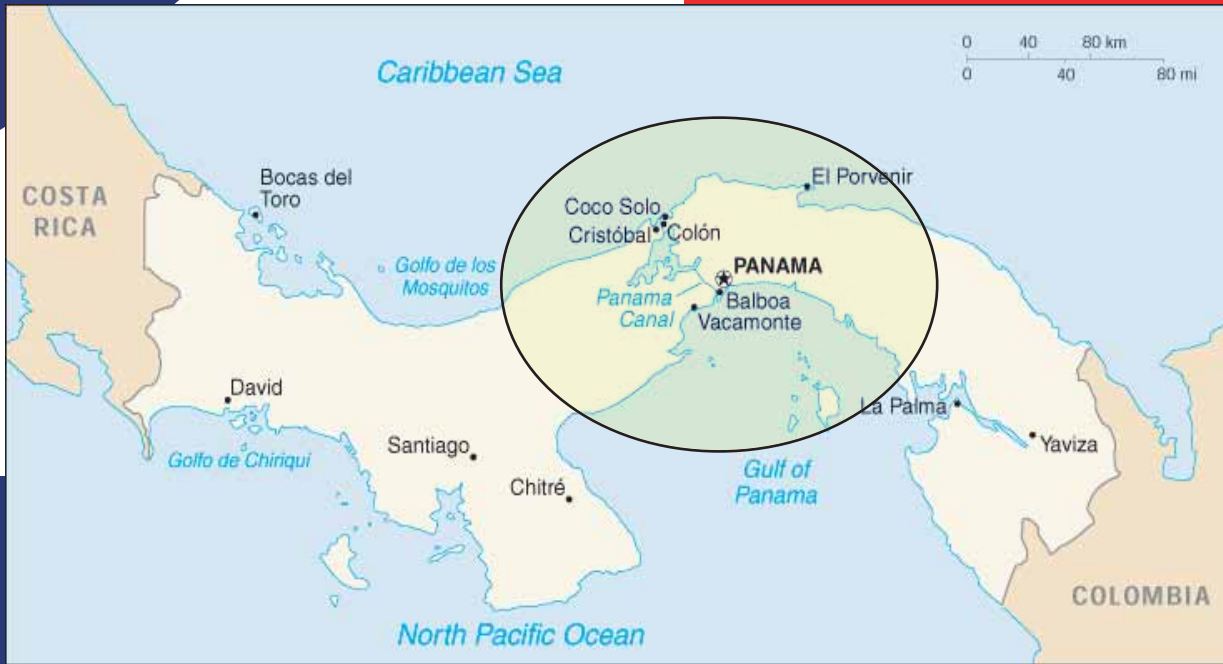 0 40 80 km
0 40 80 mi
Caribbean Sea
COSTA
RICA
Bocas del
Toro
El Porvenir
Coco Solo
Cristóbal
Colón
Golfo de los
Mosquitos
PANAMA
Panama
Canal
Balboa
Vacamonte
David
La Palma
Santiago
Yaviza
Golfo de Chiriquí
Gulf of
Panama
Chitré
COLOMBIA
North Pacific Ocean